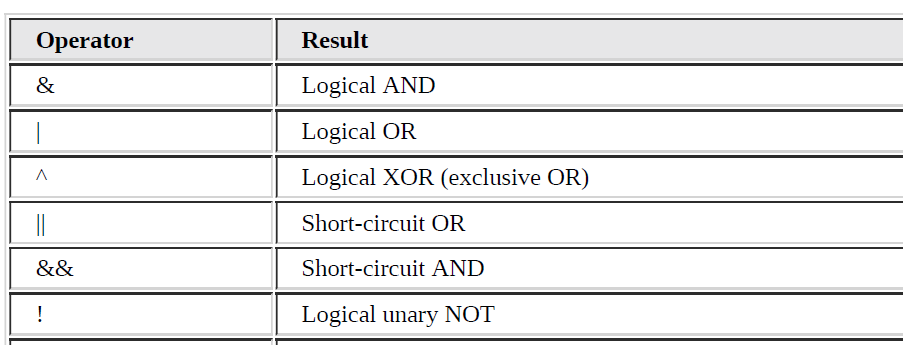 Operator Result
& Logical AND
| Logical OR
^ Logical XOR (exclusive OR)
|| Short-circuit OR
&& Short-circuit AND
! Logical unary NOT